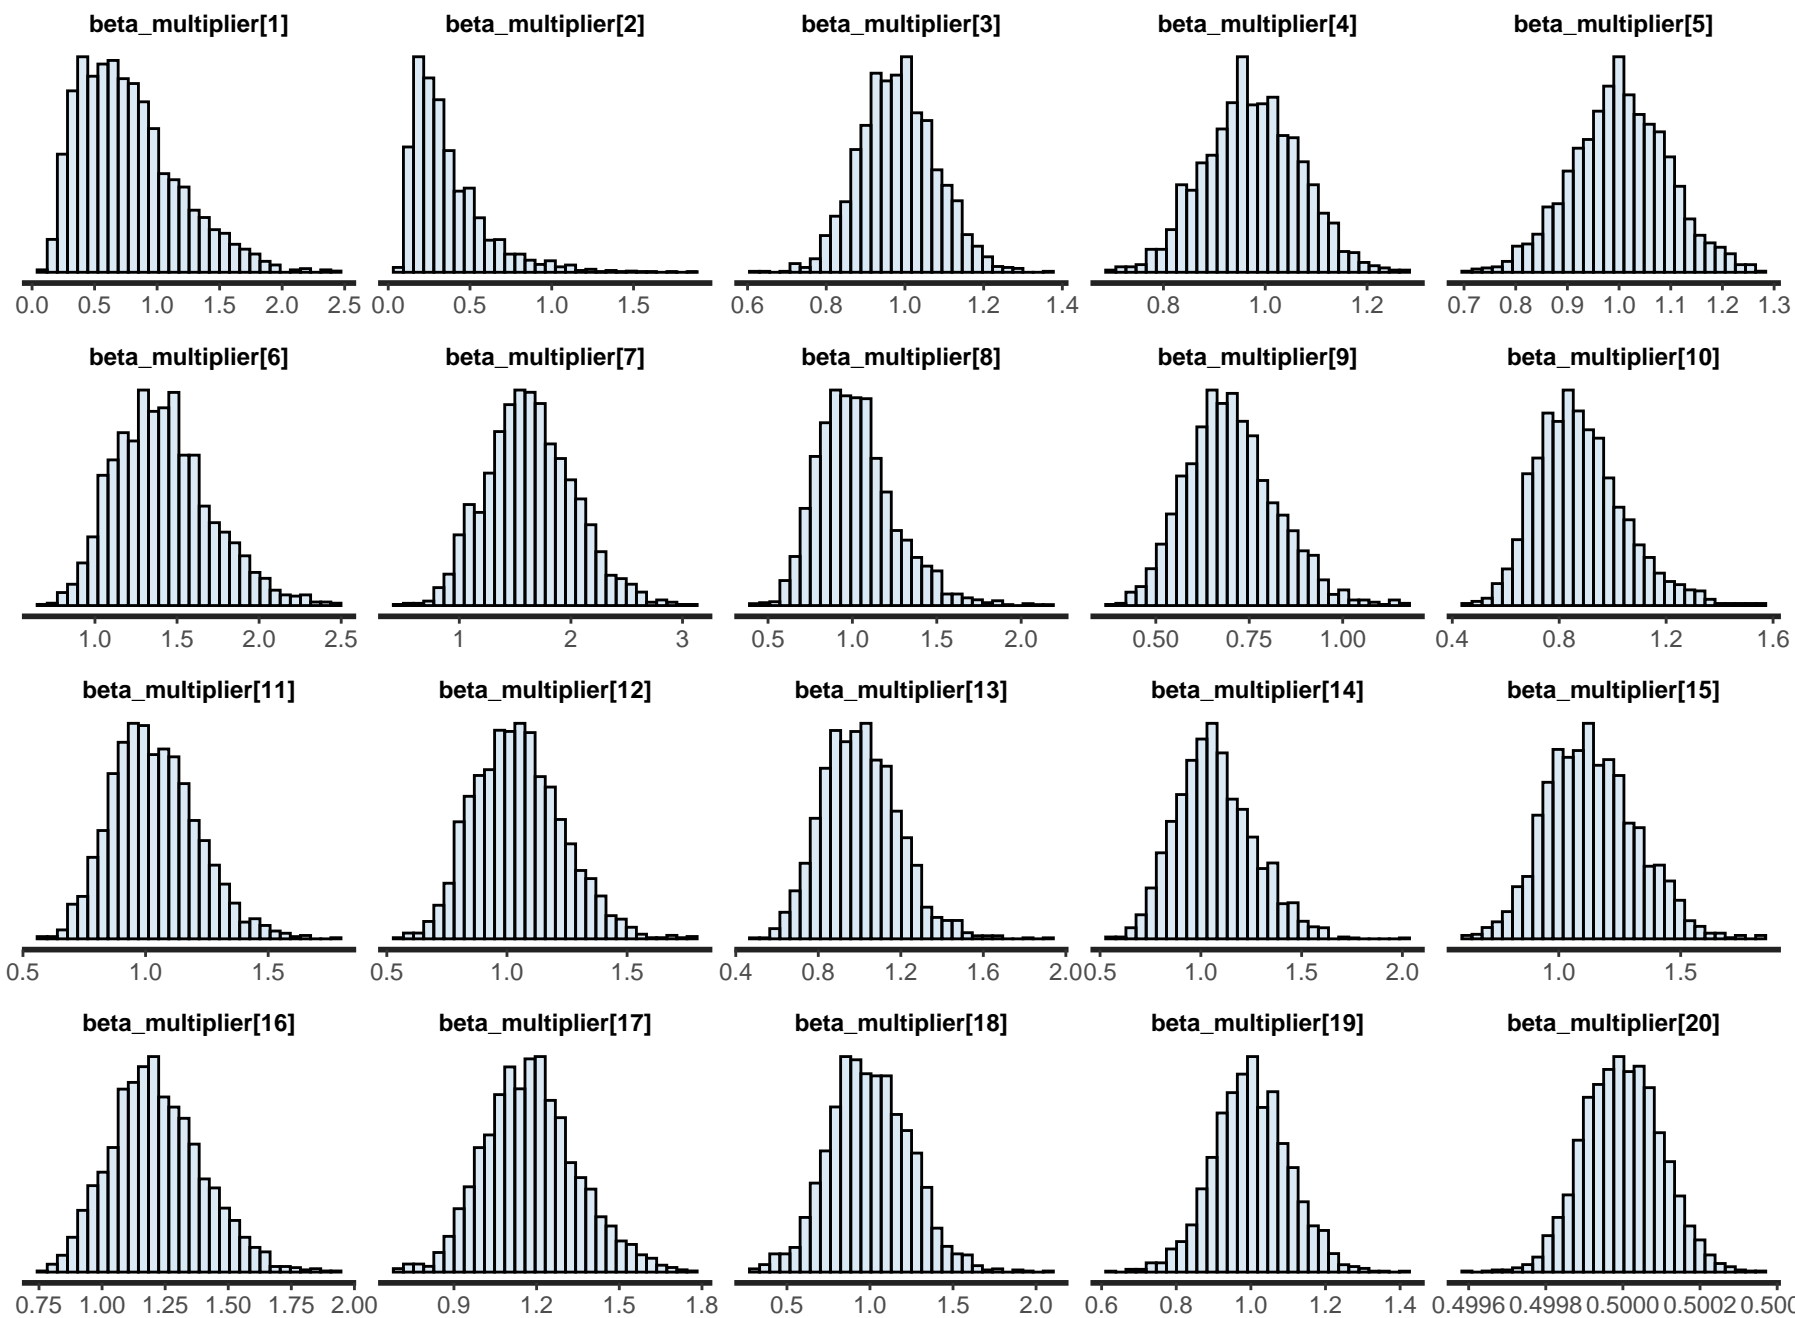 beta_multiplier[1] beta_multiplier[2] beta_multiplier[3] beta_multiplier[4] beta_multiplier[5]
0.0 0.5 1.0 1.5 2.0 2.5 0.0 0.5 1.0 1.5 0.6 0.8 1.0 1.2 1.4 0.8 1.0 1.2 0.7 0.8 0.9 1.0 1.1 1.2 1.3
beta_multiplier[6] beta_multiplier[7] beta_multiplier[8] beta_multiplier[9] beta_multiplier[10]
1.0 1.5 2.0 2.5 1 2 3 0.5 1.0 1.5 2.0 0.50 0.75 1.00 0.4 0.8 1.2 1.6
beta_multiplier[11] beta_multiplier[12] beta_multiplier[13] beta_multiplier[14] beta_multiplier[15]
0.5 1.0 1.5 0.5 1.0 1.5 0.4 0.8 1.2 1.6 2.0 0.5 1.0 1.5 2.0 1.0 1.5
beta_multiplier[16] beta_multiplier[17] beta_multiplier[18] beta_multiplier[19] beta_multiplier[20]
0.75 1.00 1.25 1.50 1.75 2.00 0.9 1.2 1.5 1.8 0.5 1.0 1.5 2.0 0.6 0.8 1.0 1.2 1.4 0.4996 0.4998 0.5000 0.5002